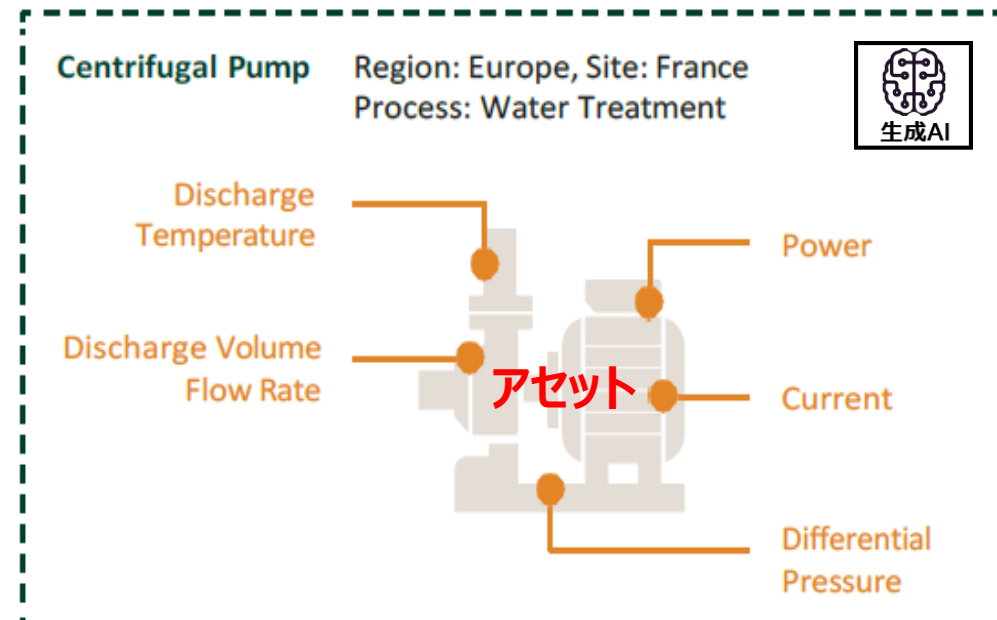 Centrifugal Pump
Region: Europe, Site: France
Process: Water Treatment
生成AI
Discharge
Temperature
Power
Discharge Volume
Flow Rate
アセット
Current
Differential
Pressure